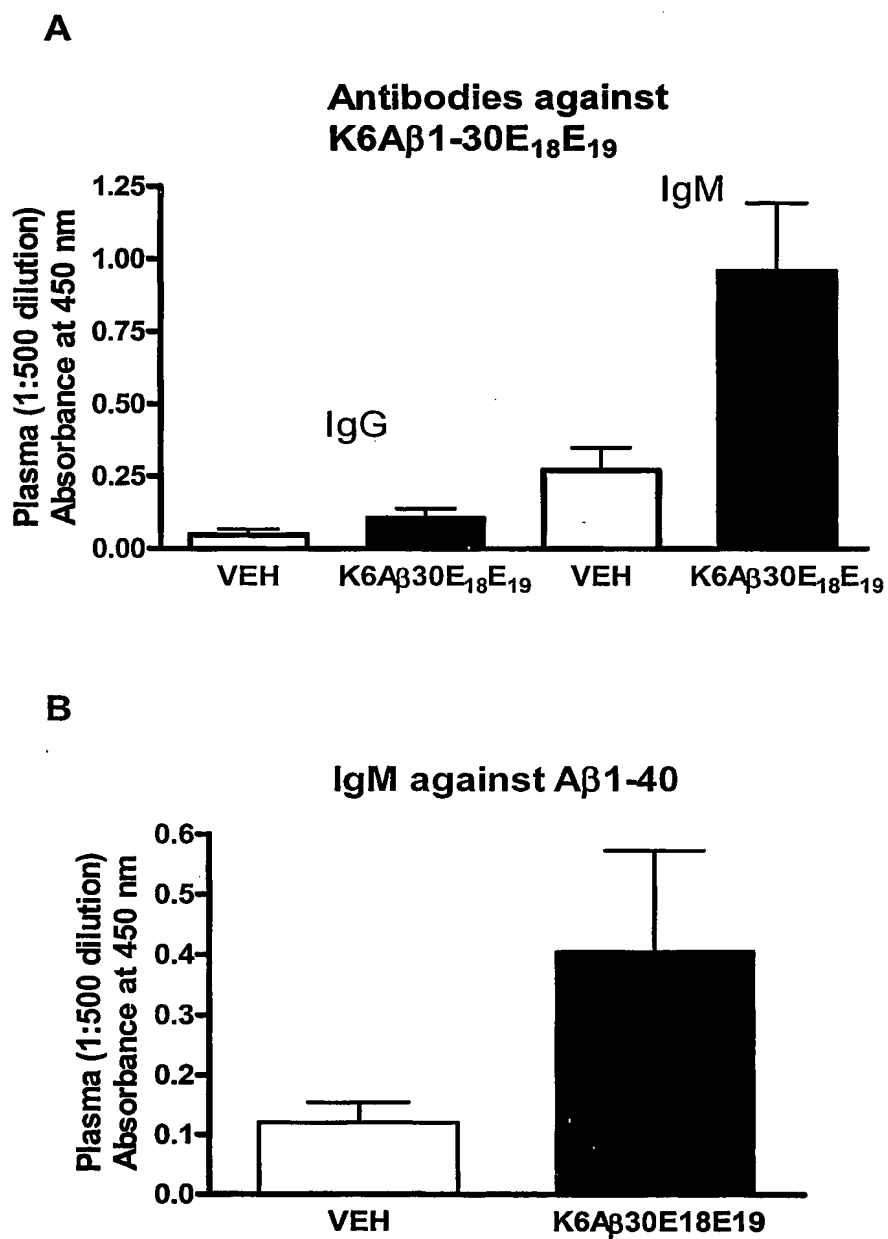 A
Antibodies against
K6Aβ1-30E₁₈E₁₉
Plasma (1:500 dilution)
Absorbance at 450 nm
1.25
1.00
0.75
0.50
0.25
0.00
IgG
IgM
VEH
K6Aβ30E₁₈E₁₉
VEH
K6Aβ30E₁₈E₁₉
B
IgM against Aβ1-40
Plasma (1:500 dilution)
Absorbance at 450 nm
0.6
0.5
0.4
0.3
0.2
0.1
0.0
VEH
K6Aβ30E18E19